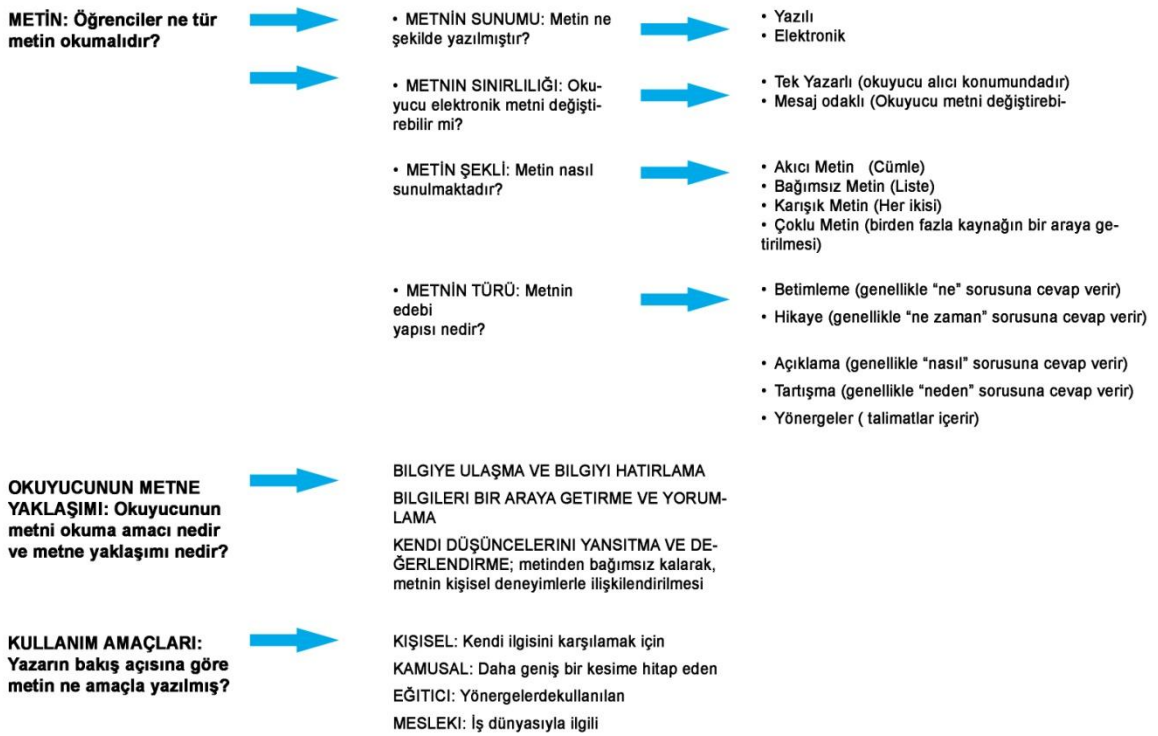 METİN: Öğrenciler ne tür
metin okumalıdır?
• METNİN SUNUMU: Metin ne
şekilde yazılmıştır?
• Yazılı
• Elektronik
• METNIN SINIRLILIĞI: Oku-
yucu elektronik metni değişti-
rebilir mi?
• Tek Yazarlı (okuyucu alıcı konumundadır)
• Mesaj odaklı (Okuyucu metni değiştirebi-
• METİN ŞEKLİ: Metin nasıl
sunulmaktadır?
• Akıcı Metin (Cümle)
• Bağımsız Metin (Liste)
• Karışık Metin (Her ikisi)
• Çoklu Metin (birden fazla kaynağın bir araya ge-
tirilmesi)
• METNİN TÜRÜ: Metnin
edebi
yapısı nedir?
• Betimleme (genellikle “ne” sorusuna cevap verir)
• Hikaye (genellikle “ne zaman” sorusuna cevap verir)
• Açıklama (genellikle “nasıl” sorusuna cevap verir)
• Tartışma (genellikle “neden” sorusuna cevap verir)
• Yönergeler ( talimatlar içerir)
OKUYUCUNUN METNE
YAKLAŞIMI: Okuyucunun
metni okuma amacı nedir
ve metne yaklaşımı nedir?
BILGIYE ULAŞMA VE BILGIYI HATIRLAMA
BILGILERI BIR ARAYA GETIRME VE YORUM-
LAMA
KENDI DÜŞÜNCELERINI YANSITMA VE DE-
ĞERLENDIRME; metinden bağımsız kalarak,
metnin kişisel deneyimlerle ilişkilendirilmesi
KULLANIM AMAÇLARI:
Yazarın bakış açısına göre
metin ne amaçla yazılmış?
KIŞISEL: Kendi ilgisini karşılamak için
KAMUSAL: Daha geniş bir kesime hitap eden
EĞITICI: Yönergelerdekullanılan
MESLEKI: İş dünyasıyla ilgili